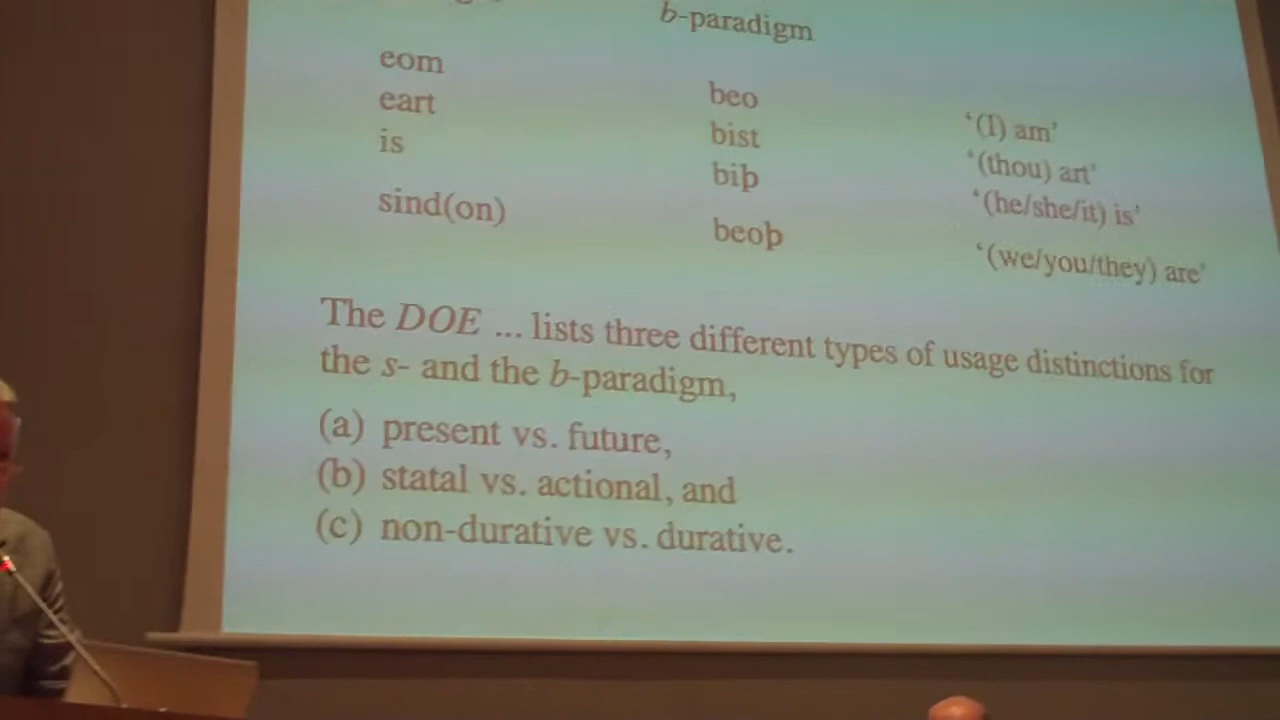 b-paradigm
eom beo '(I) am'
eart bist '(thou) art'
is biþ '(he/she/it) is'
sind(on) beoþ '(we/you/they) are'
The DOE ... lists three different types of usage distinctions for
the s- and the b-paradigm,
(a) present vs. future,
(b) statal vs. actional, and
(c) non-durative vs. durative.